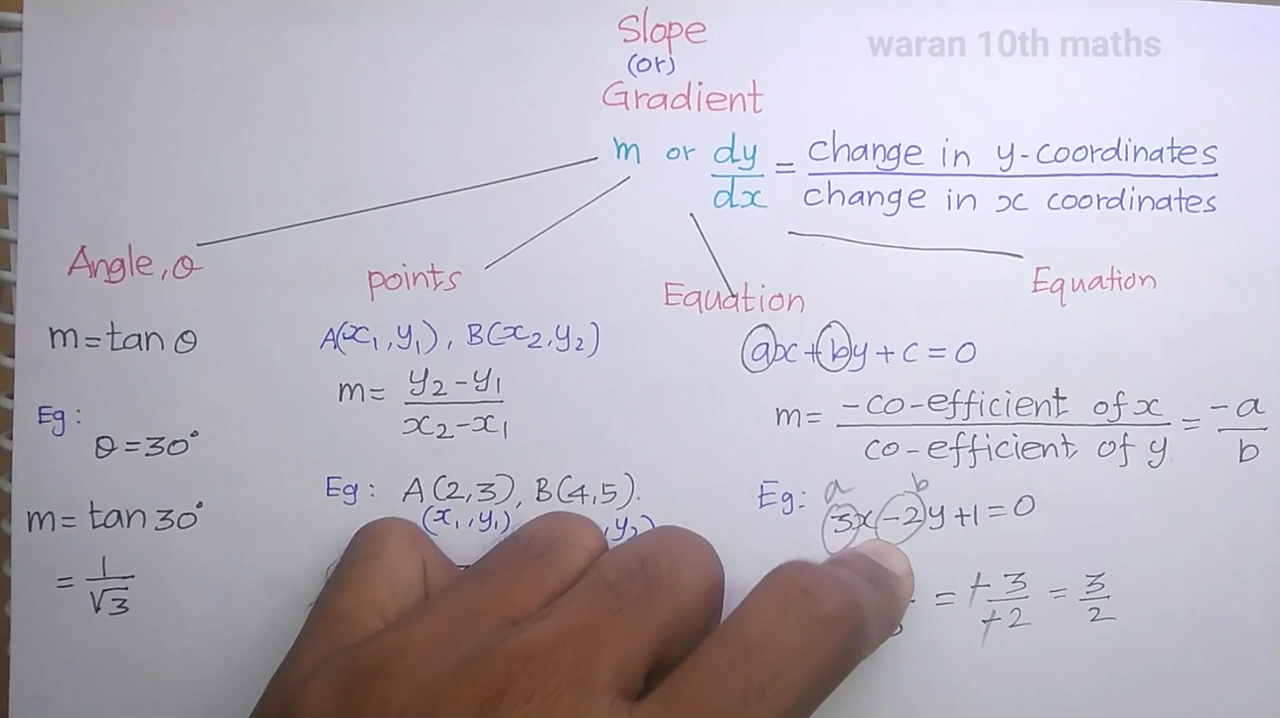 waran 10th maths
Slope
(or)
Gradient
m or dy/dx = change in y-coordinates / change in x coordinates
Angle, θ
m = tan θ
Eg :
θ = 30°
m = tan 30°
= 1/√3
points
A(x₁, y₁), B(x₂, y₂)
m = y₂ - y₁ / x₂ - x₁
Eg : A(2,3), B(4,5).
(x₁, y₁) , y₂)
Equation
ax + by + c = 0
m = -co-efficient of x / co-efficient of y = -a/b
Eg : 3x - 2y + 1 = 0
a b
= +3/+2 = 3/2
Equation